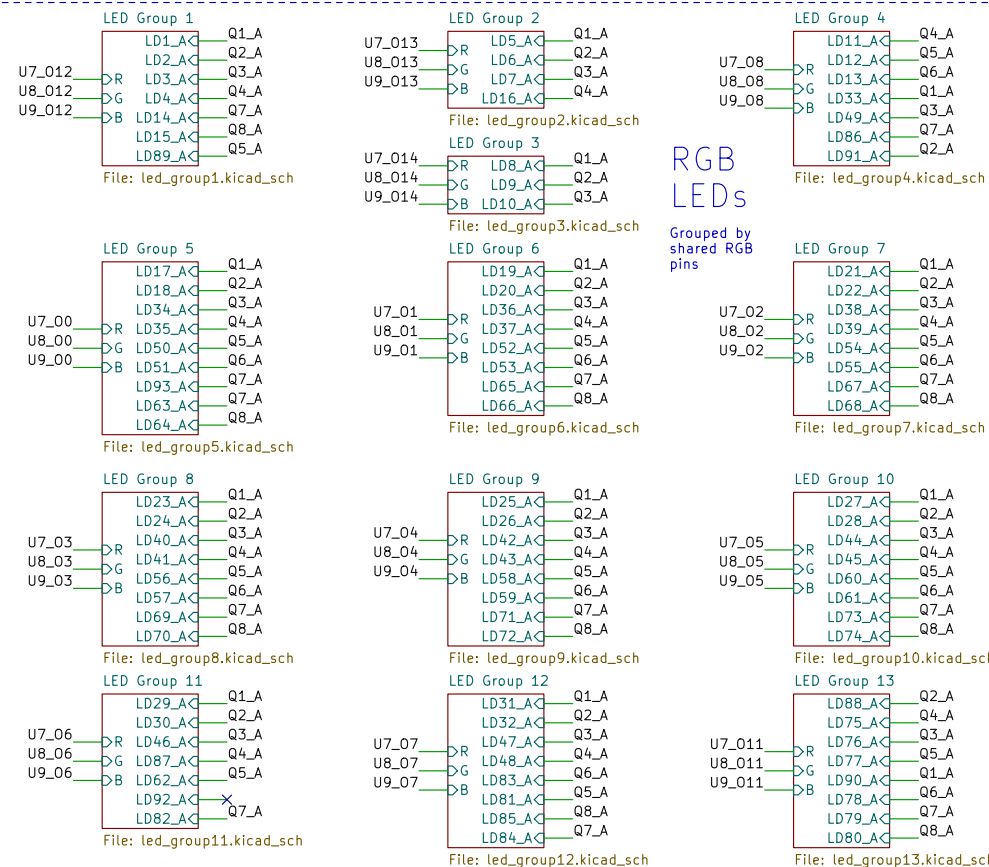 LED Group 1
U7_O12
U8_O12
U9_O12
R
G
B
LD1_A
LD2_A
LD3_A
LD4_A
LD14_A
LD15_A
LD89_A
Q1_A
Q2_A
Q3_A
Q4_A
Q7_A
Q8_A
Q5_A
File: led_group1.kicad_sch
LED Group 2
U7_O13
U8_O13
U9_O13
R
G
B
LD5_A
LD6_A
LD7_A
LD16_A
Q1_A
Q2_A
Q3_A
Q4_A
File: led_group2.kicad_sch
LED Group 3
U7_O14
U8_O14
U9_O14
R
G
B
LD8_A
LD9_A
LD10_A
Q1_A
Q2_A
Q3_A
File: led_group3.kicad_sch
RGB
LEDs
Grouped by
shared RGB
pins
LED Group 4
U7_O8
U8_O8
U9_O8
R
G
B
LD11_A
LD12_A
LD13_A
LD33_A
LD49_A
LD86_A
LD91_A
Q4_A
Q5_A
Q6_A
Q1_A
Q3_A
Q7_A
Q2_A
File: led_group4.kicad_sch
LED Group 5
U7_O0
U8_O0
U9_O0
R
G
B
LD17_A
LD18_A
LD34_A
LD35_A
LD50_A
LD51_A
LD93_A
LD63_A
LD64_A
Q1_A
Q2_A
Q3_A
Q4_A
Q5_A
Q6_A
Q7_A
Q7_A
Q8_A
File: led_group5.kicad_sch
LED Group 6
U7_O1
U8_O1
U9_O1
R
G
B
LD19_A
LD20_A
LD36_A
LD37_A
LD52_A
LD53_A
LD65_A
LD66_A
Q1_A
Q2_A
Q3_A
Q4_A
Q5_A
Q6_A
Q7_A
Q8_A
File: led_group6.kicad_sch
LED Group 7
U7_O2
U8_O2
U9_O2
R
G
B
LD21_A
LD22_A
LD38_A
LD39_A
LD54_A
LD55_A
LD67_A
LD68_A
Q1_A
Q2_A
Q3_A
Q4_A
Q5_A
Q6_A
Q7_A
Q8_A
File: led_group7.kicad_sch
LED Group 8
U7_O3
U8_O3
U9_O3
R
G
B
LD23_A
LD24_A
LD40_A
LD41_A
LD56_A
LD57_A
LD69_A
LD70_A
Q1_A
Q2_A
Q3_A
Q4_A
Q5_A
Q6_A
Q7_A
Q8_A
File: led_group8.kicad_sch
LED Group 9
U7_O4
U8_O4
U9_O4
R
G
B
LD25_A
LD26_A
LD42_A
LD43_A
LD58_A
LD59_A
LD71_A
LD72_A
Q1_A
Q2_A
Q3_A
Q4_A
Q5_A
Q6_A
Q7_A
Q8_A
File: led_group9.kicad_sch
LED Group 10
U7_O5
U8_O5
U9_O5
R
G
B
LD27_A
LD28_A
LD44_A
LD45_A
LD60_A
LD61_A
LD73_A
LD74_A
Q1_A
Q2_A
Q3_A
Q4_A
Q5_A
Q6_A
Q7_A
Q8_A
File: led_group10.kicad_scl
LED Group 11
U7_O6
U8_O6
U9_O6
R
G
B
LD29_A
LD30_A
LD46_A
LD87_A
LD62_A
LD92_A
LD82_A
Q1_A
Q2_A
Q3_A
Q4_A
Q5_A
Q7_A
File: led_group11.kicad_sch
LED Group 12
U7_O7
U8_O7
U9_O7
R
G
B
LD31_A
LD32_A
LD47_A
LD48_A
LD83_A
LD81_A
LD85_A
LD84_A
Q1_A
Q2_A
Q3_A
Q4_A
Q6_A
Q5_A
Q8_A
Q7_A
File: led_group12.kicad_sch
LED Group 13
U7_O11
U8_O11
U9_O11
R
G
B
LD88_A
LD75_A
LD76_A
LD77_A
LD90_A
LD78_A
LD79_A
LD80_A
Q2_A
Q4_A
Q3_A
Q5_A
Q1_A
Q6_A
Q7_A
Q8_A
File: led_group13.kicad_scl